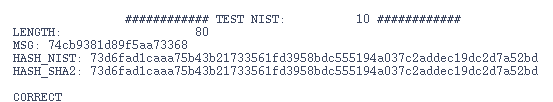 ############ TEST NIST: 10 ############
LENGTH: 80
MSG: 74cb9381d89f5aa73368
HASH_NIST: 73d6fad1caaa75b43b21733561fd3958bdc555194a037c2addec19dc2d7a52bd
HASH_SHA2: 73d6fad1caaa75b43b21733561fd3958bdc555194a037c2addec19dc2d7a52bd
CORRECT